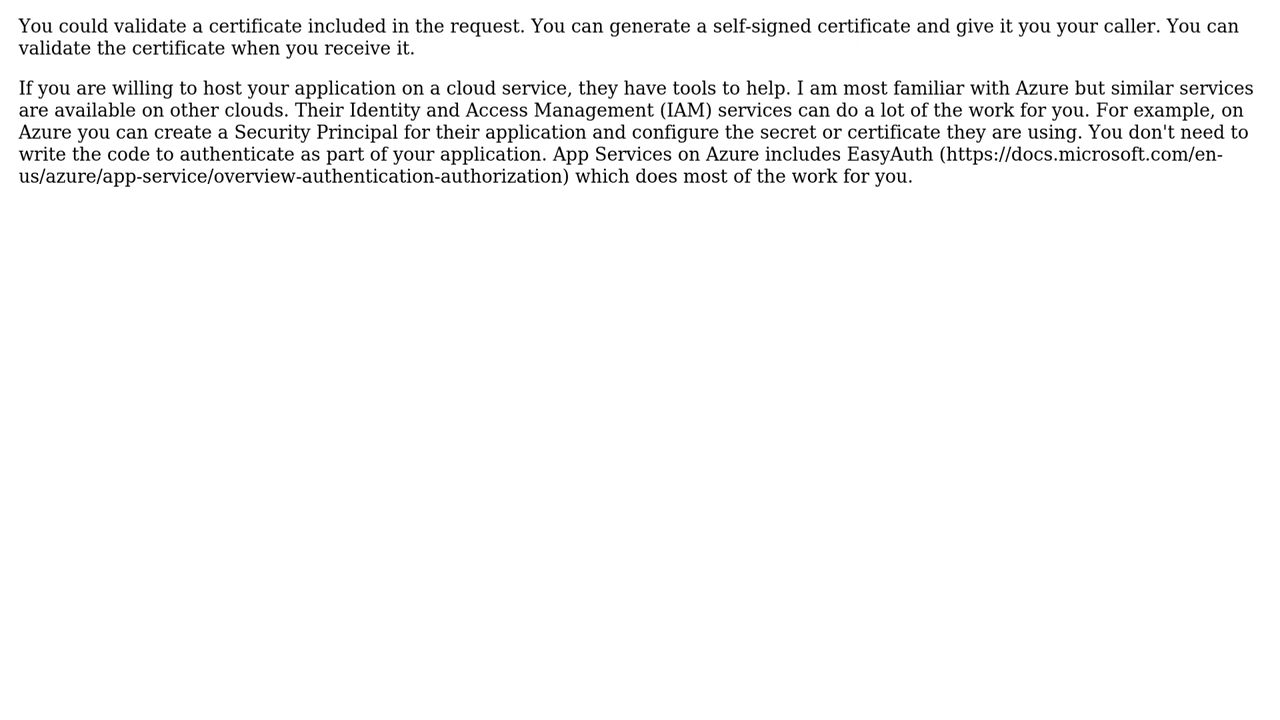 You could validate a certificate included in the request. You can generate a self-signed certificate and give it you your caller. You can
validate the certificate when you receive it.
If you are willing to host your application on a cloud service, they have tools to help. I am most familiar with Azure but similar services
are available on other clouds. Their Identity and Access Management (IAM) services can do a lot of the work for you. For example, on
Azure you can create a Security Principal for their application and configure the secret or certificate they are using. You don't need to
write the code to authenticate as part of your application. App Services on Azure includes EasyAuth (https://docs.microsoft.com/en-
us/azure/app-service/overview-authentication-authorization) which does most of the work for you.